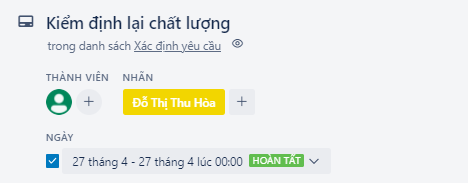 Kiểm định lại chất lượng
trong danh sách Xác định yêu cầu
THÀNH VIÊN NHÃN
Đỗ Thị Thu Hòa
NGÀY
27 tháng 4 - 27 tháng 4 lúc 00:00 HOÀN TẤT